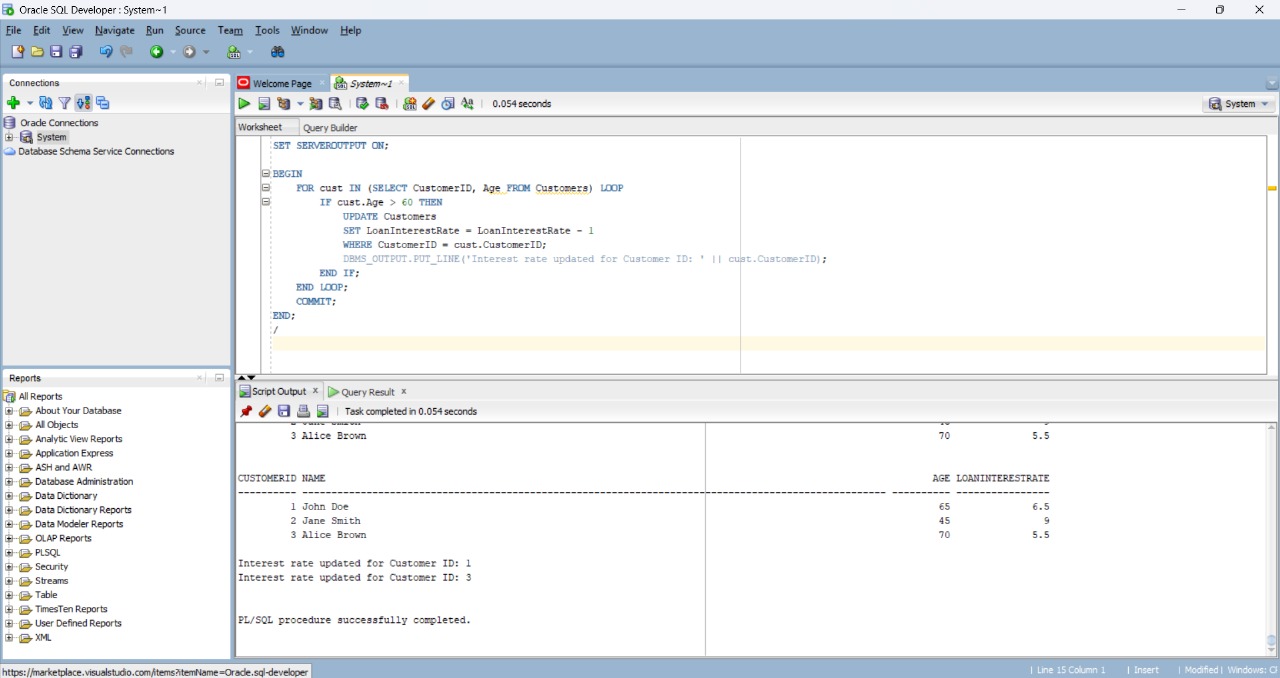 Oracle SQL Developer : System~1
File Edit View Navigate Run Source Team Tools Window Help
Connections
Oracle Connections
System
Database Schema Service Connections
Reports
All Reports
About Your Database
All Objects
Analytic View Reports
Application Express
ASH and AWR
Database Administration
Data Dictionary
Data Dictionary Reports
Data Modeler Reports
OLAP Reports
PLSQL
Security
Streams
Table
TimesTen Reports
User Defined Reports
XML
Welcome Page System~1
0.054 seconds System
Worksheet Query Builder
SET SERVEROUTPUT ON;
BEGIN
FOR cust IN (SELECT CustomerID, Age FROM Customers) LOOP
IF cust.Age > 60 THEN
UPDATE Customers
SET LoanInterestRate = LoanInterestRate - 1
WHERE CustomerID = cust.CustomerID;
DBMS_OUTPUT.PUT_LINE('Interest rate updated for Customer ID: ' || cust.CustomerID);
END IF;
END LOOP;
COMMIT;
END;
/
Script Output x Query Result x
Task completed in 0.054 seconds
3 Alice Brown 70 5.5
CUSTOMERID NAME AGE LOANINTERESTRATE
1 John Doe 65 6.5
2 Jane Smith 45 9
3 Alice Brown 70 5.5
Interest rate updated for Customer ID: 1
Interest rate updated for Customer ID: 3
PL/SQL procedure successfully completed.
https://marketplace.visualstudio.com/items?itemName=Oracle.sql-developer
| Line 15 Column 1 | Insert | Modified | Windows: